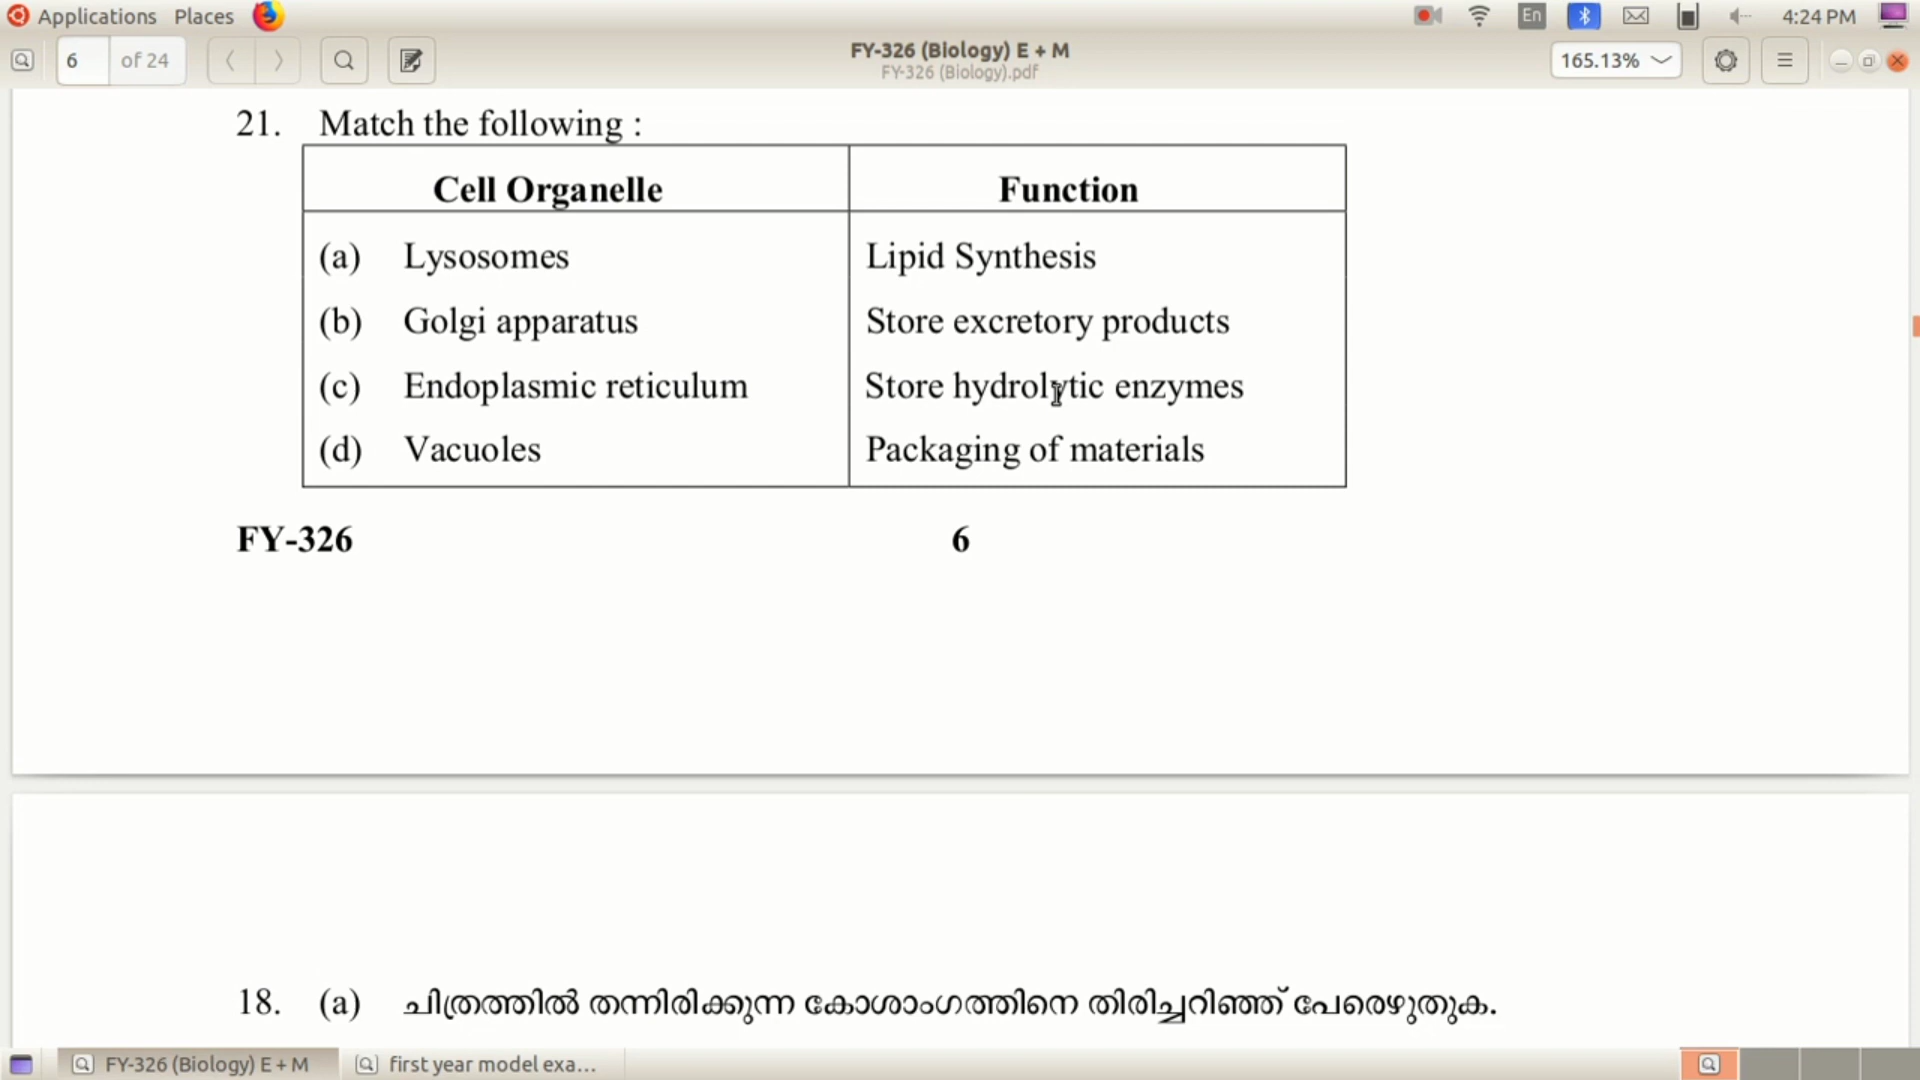 Applications Places En 4:24 PM
6 of 24 FY-326 (Biology) E + M 165.13%
FY-326 (Biology).pdf
21. Match the following :
Cell Organelle Function
(a) Lysosomes Lipid Synthesis
(b) Golgi apparatus Store excretory products
(c) Endoplasmic reticulum Store hydrolytic enzymes
(d) Vacuoles Packaging of materials
FY-326 6
18. (a) ചിത്രത്തിൽ തന്നിരിക്കുന്ന കോശാംഗത്തിനെ തിരിച്ചറിഞ്ഞ് പേരെഴുതുക.
FY-326 (Biology) E + M first year model exa...